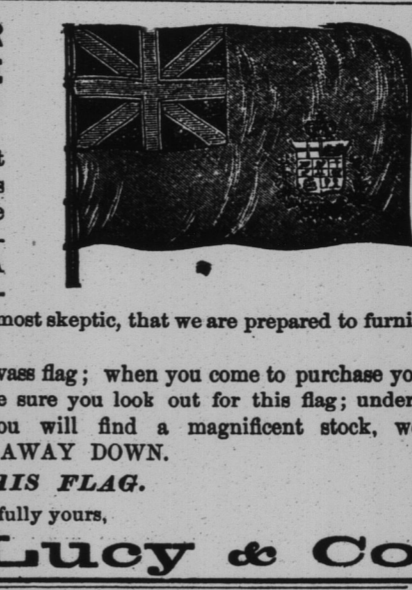 most skeptic, that we are prepared to furni
vass flag; when you come to purchase yo
e sure you look out for this flag; under
ou will find a magnificent stock, w
AWAY DOWN.
HIS FLAG.
fully yours,
Lucy & Co